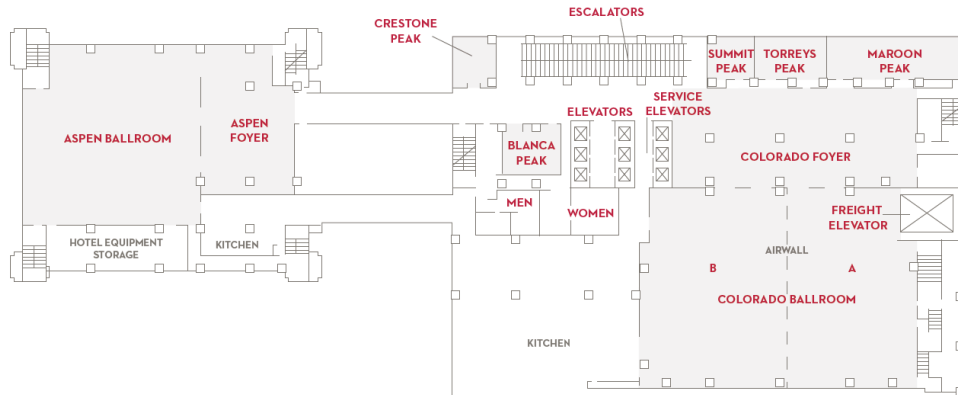 ESCALATORS
CRESTONE
PEAK
SUMMIT
PEAK
TORREYS
PEAK
MAROON
PEAK
ELEVATORS
SERVICE
ELEVATORS
ASPEN BALLROOM
ASPEN
FOYER
BLANCA
PEAK
COLORADO FOYER
MEN
WOMEN
FREIGHT
ELEVATOR
HOTEL EQUIPMENT
STORAGE
KITCHEN
AIRWALL
B
A
COLORADO BALLROOM
KITCHEN